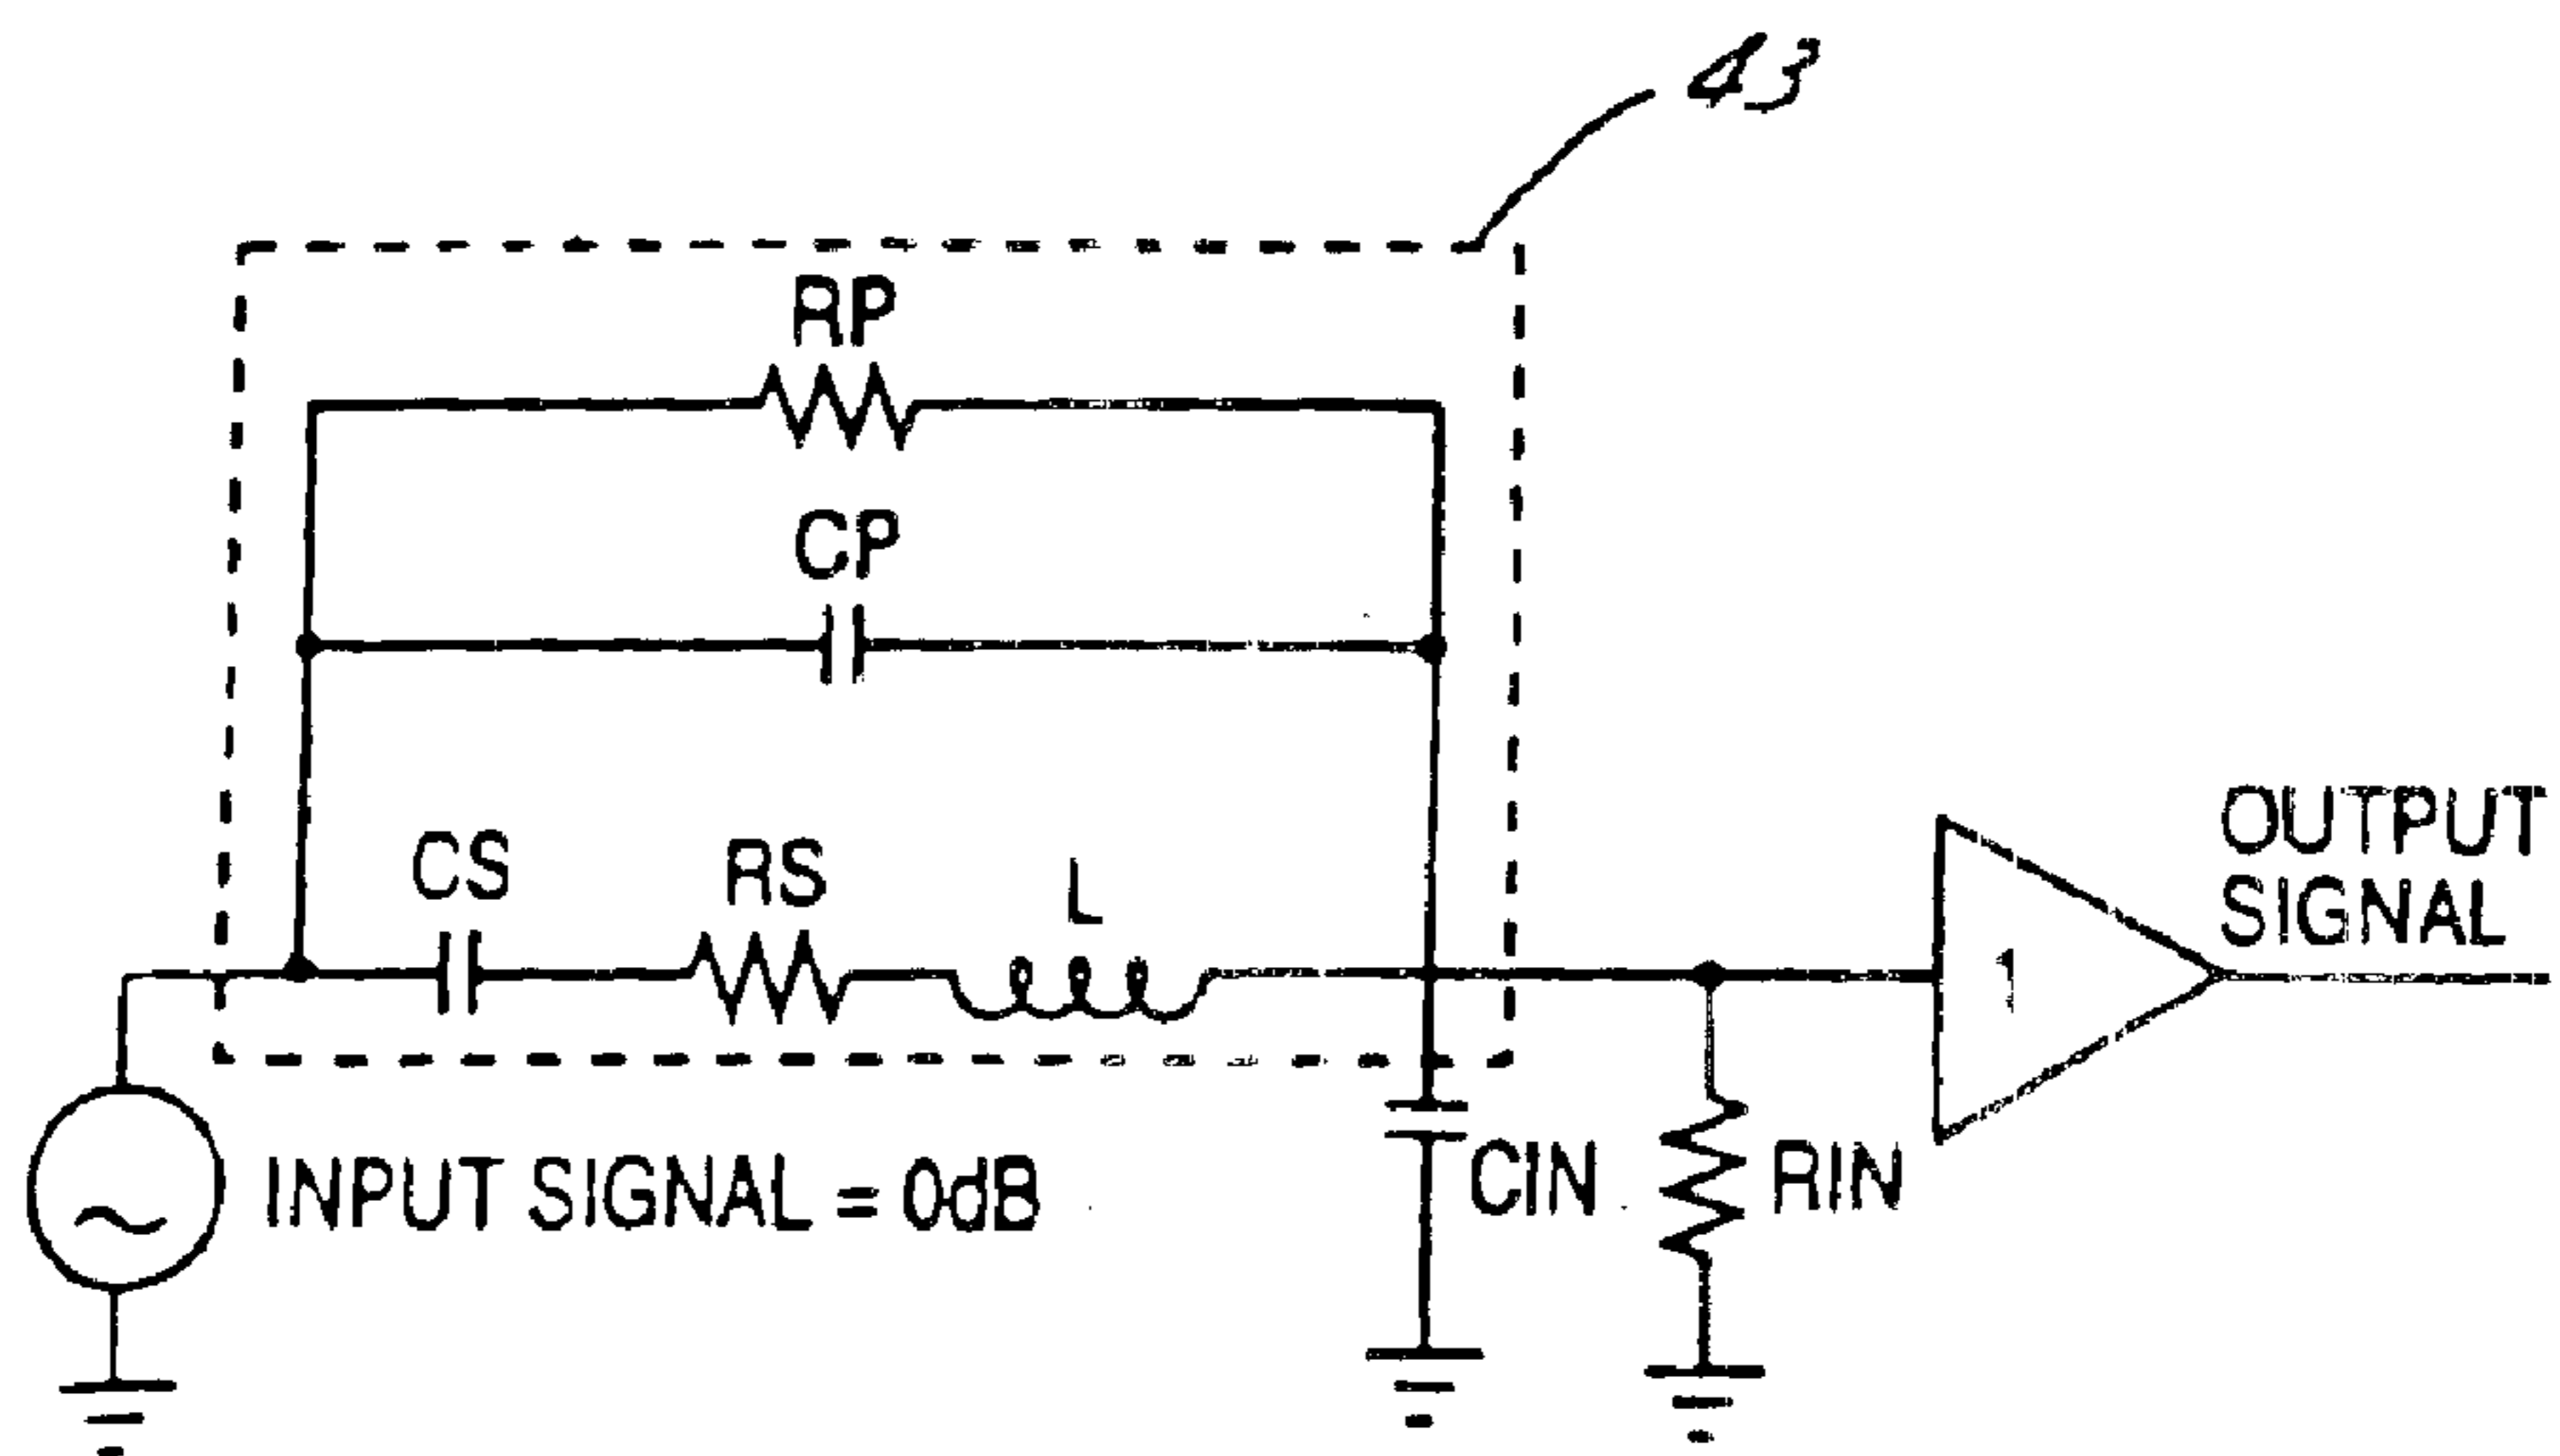 43
RP
CP
CS
RS
L
OUTPUT
SIGNAL
1
INPUT SIGNAL = 0dB
CIN
RIN